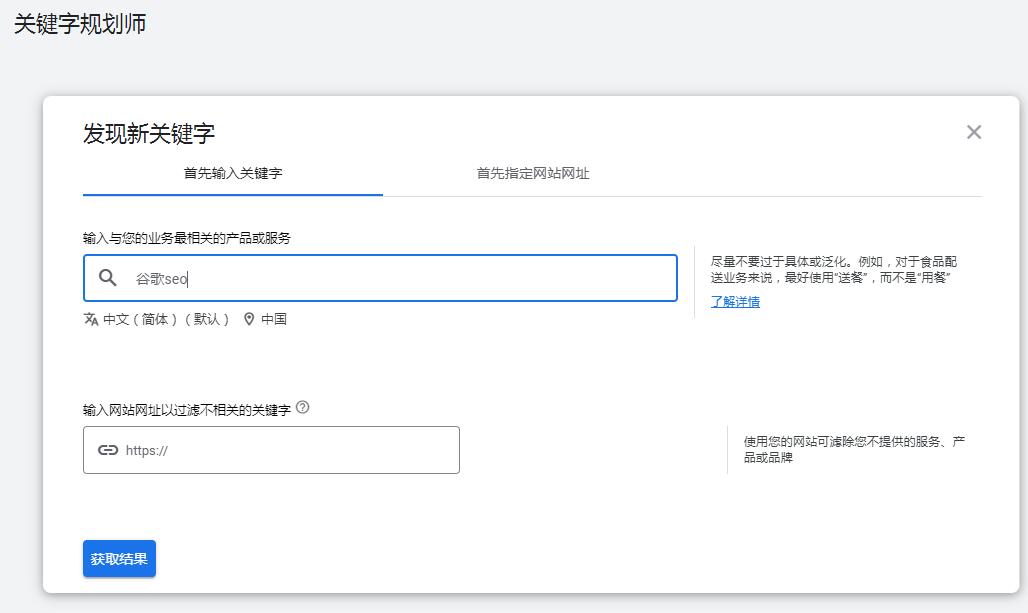 关键字规划师
发现新关键字
首先输入关键字 首先指定网站网址
输入与您的业务最相关的产品或服务
谷歌seo
尽量不要过于具体或泛化。例如，对于食品配
送业务来说，最好使用“送餐”，而不是“用餐”
了解详情
中文（简体）（默认） 中国
输入网站网址以过滤不相关的关键字
https://
使用您的网站可滤除您不提供的服务、产
品或品牌
获取结果